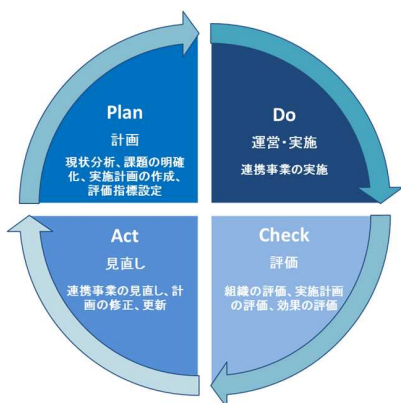 Plan
計画
現状分析、課題の明確
化、実施計画の作成、
評価指標設定
Do
運営・実施
連携事業の実施
Act
見直し
連携事業の見直し、計
画の修正、更新
Check
評価
組織の評価、実施計画
の評価、効果の評価